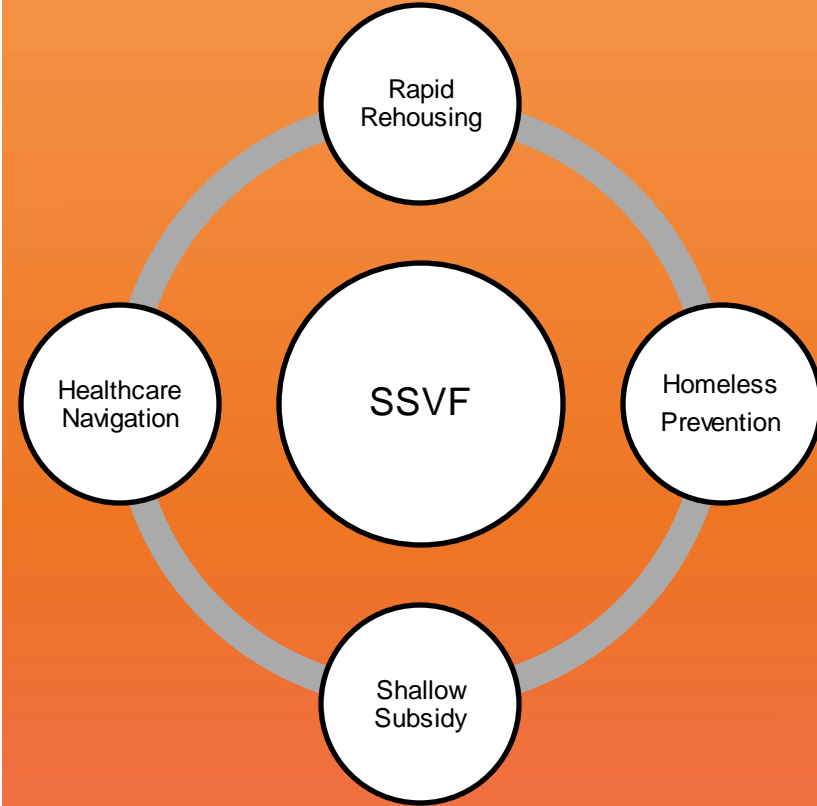 Rapid
Rehousing
Healthcare
Navigation
SSVF
Homeless
Prevention
Shallow
Subsidy